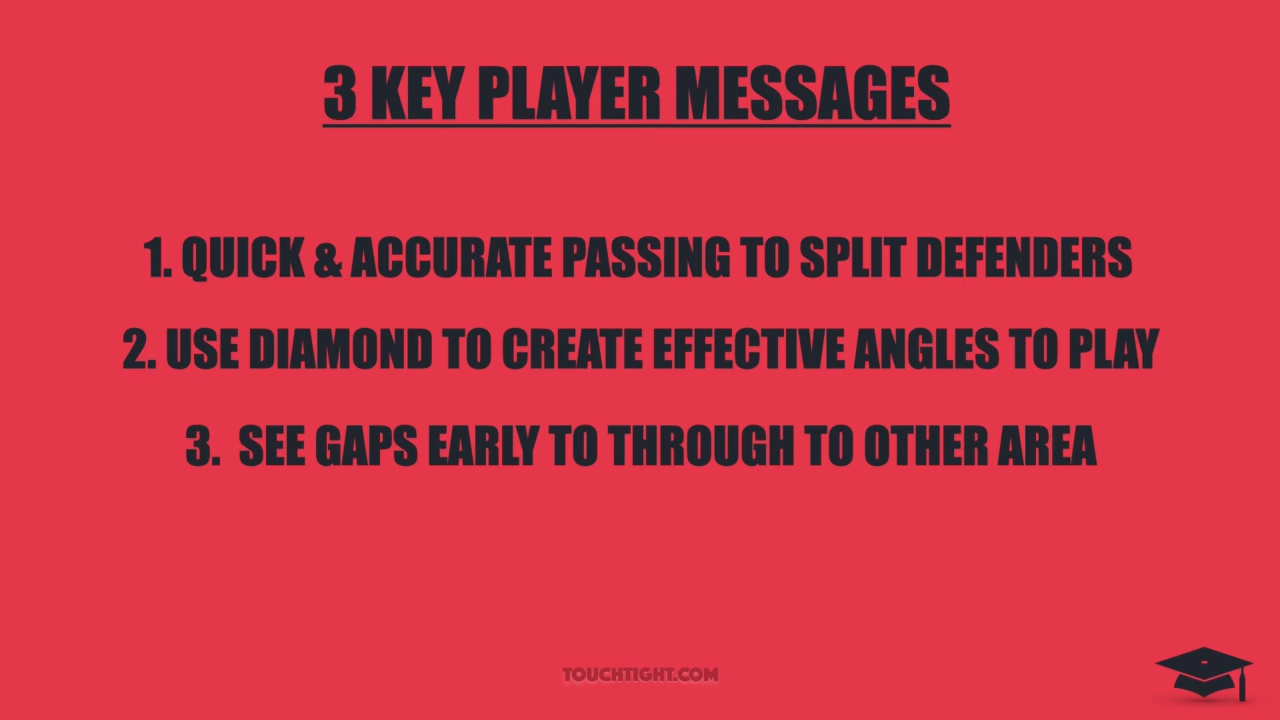 3 KEY PLAYER MESSAGES
1. QUICK & ACCURATE PASSING TO SPLIT DEFENDERS
2. USE DIAMOND TO CREATE EFFECTIVE ANGLES TO PLAY
3. SEE GAPS EARLY TO THROUGH TO OTHER AREA
TOUCHTIGHT.COM